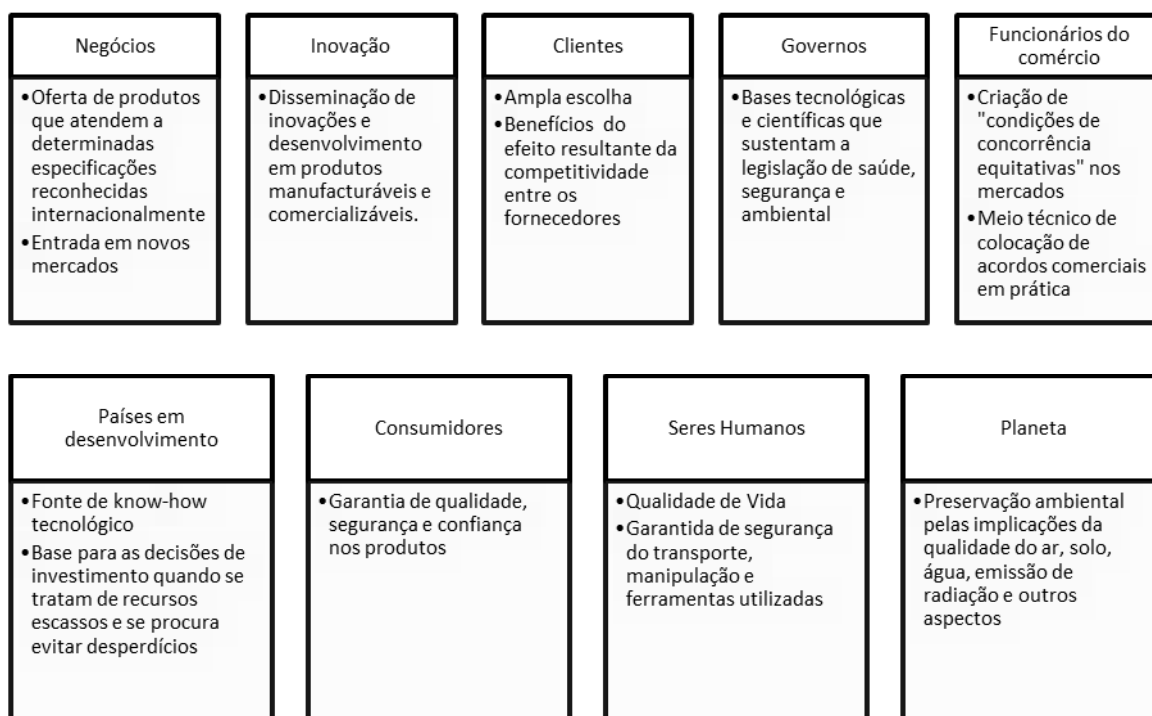 Negócios
•Oferta de produtos
que atendem a
determinadas
especificações
reconhecidas
internacionalmente
•Entrada em novos
mercados
Inovação
•Disseminação de
inovações e
desenvolvimento
em produtos
manufacturáveis e
comercializáveis.
Clientes
•Ampla escolha
•Benefícios do
efeito resultante da
competitividade
entre os
fornecedores
Governos
•Bases tecnológicas
e científicas que
sustentam a
legislação de saúde,
segurança e
ambiental
Funcionários do
comércio
•Criação de
"condições de
concorrência
equitativas" nos
mercados
•Meio técnico de
colocação de
acordos comerciais
em prática
Países em
desenvolvimento
•Fonte de know-how
tecnológico
•Base para as decisões de
investimento quando se
tratam de recursos
escassos e se procura
evitar desperdícios
Consumidores
•Garantia de qualidade,
segurança e confiança
nos produtos
Seres Humanos
•Qualidade de Vida
•Garantida de segurança
do transporte,
manipulação e
ferramentas utilizadas
Planeta
•Preservação ambiental
pelas implicações da
qualidade do ar, solo,
água, emissão de
radiação e outros
aspectos